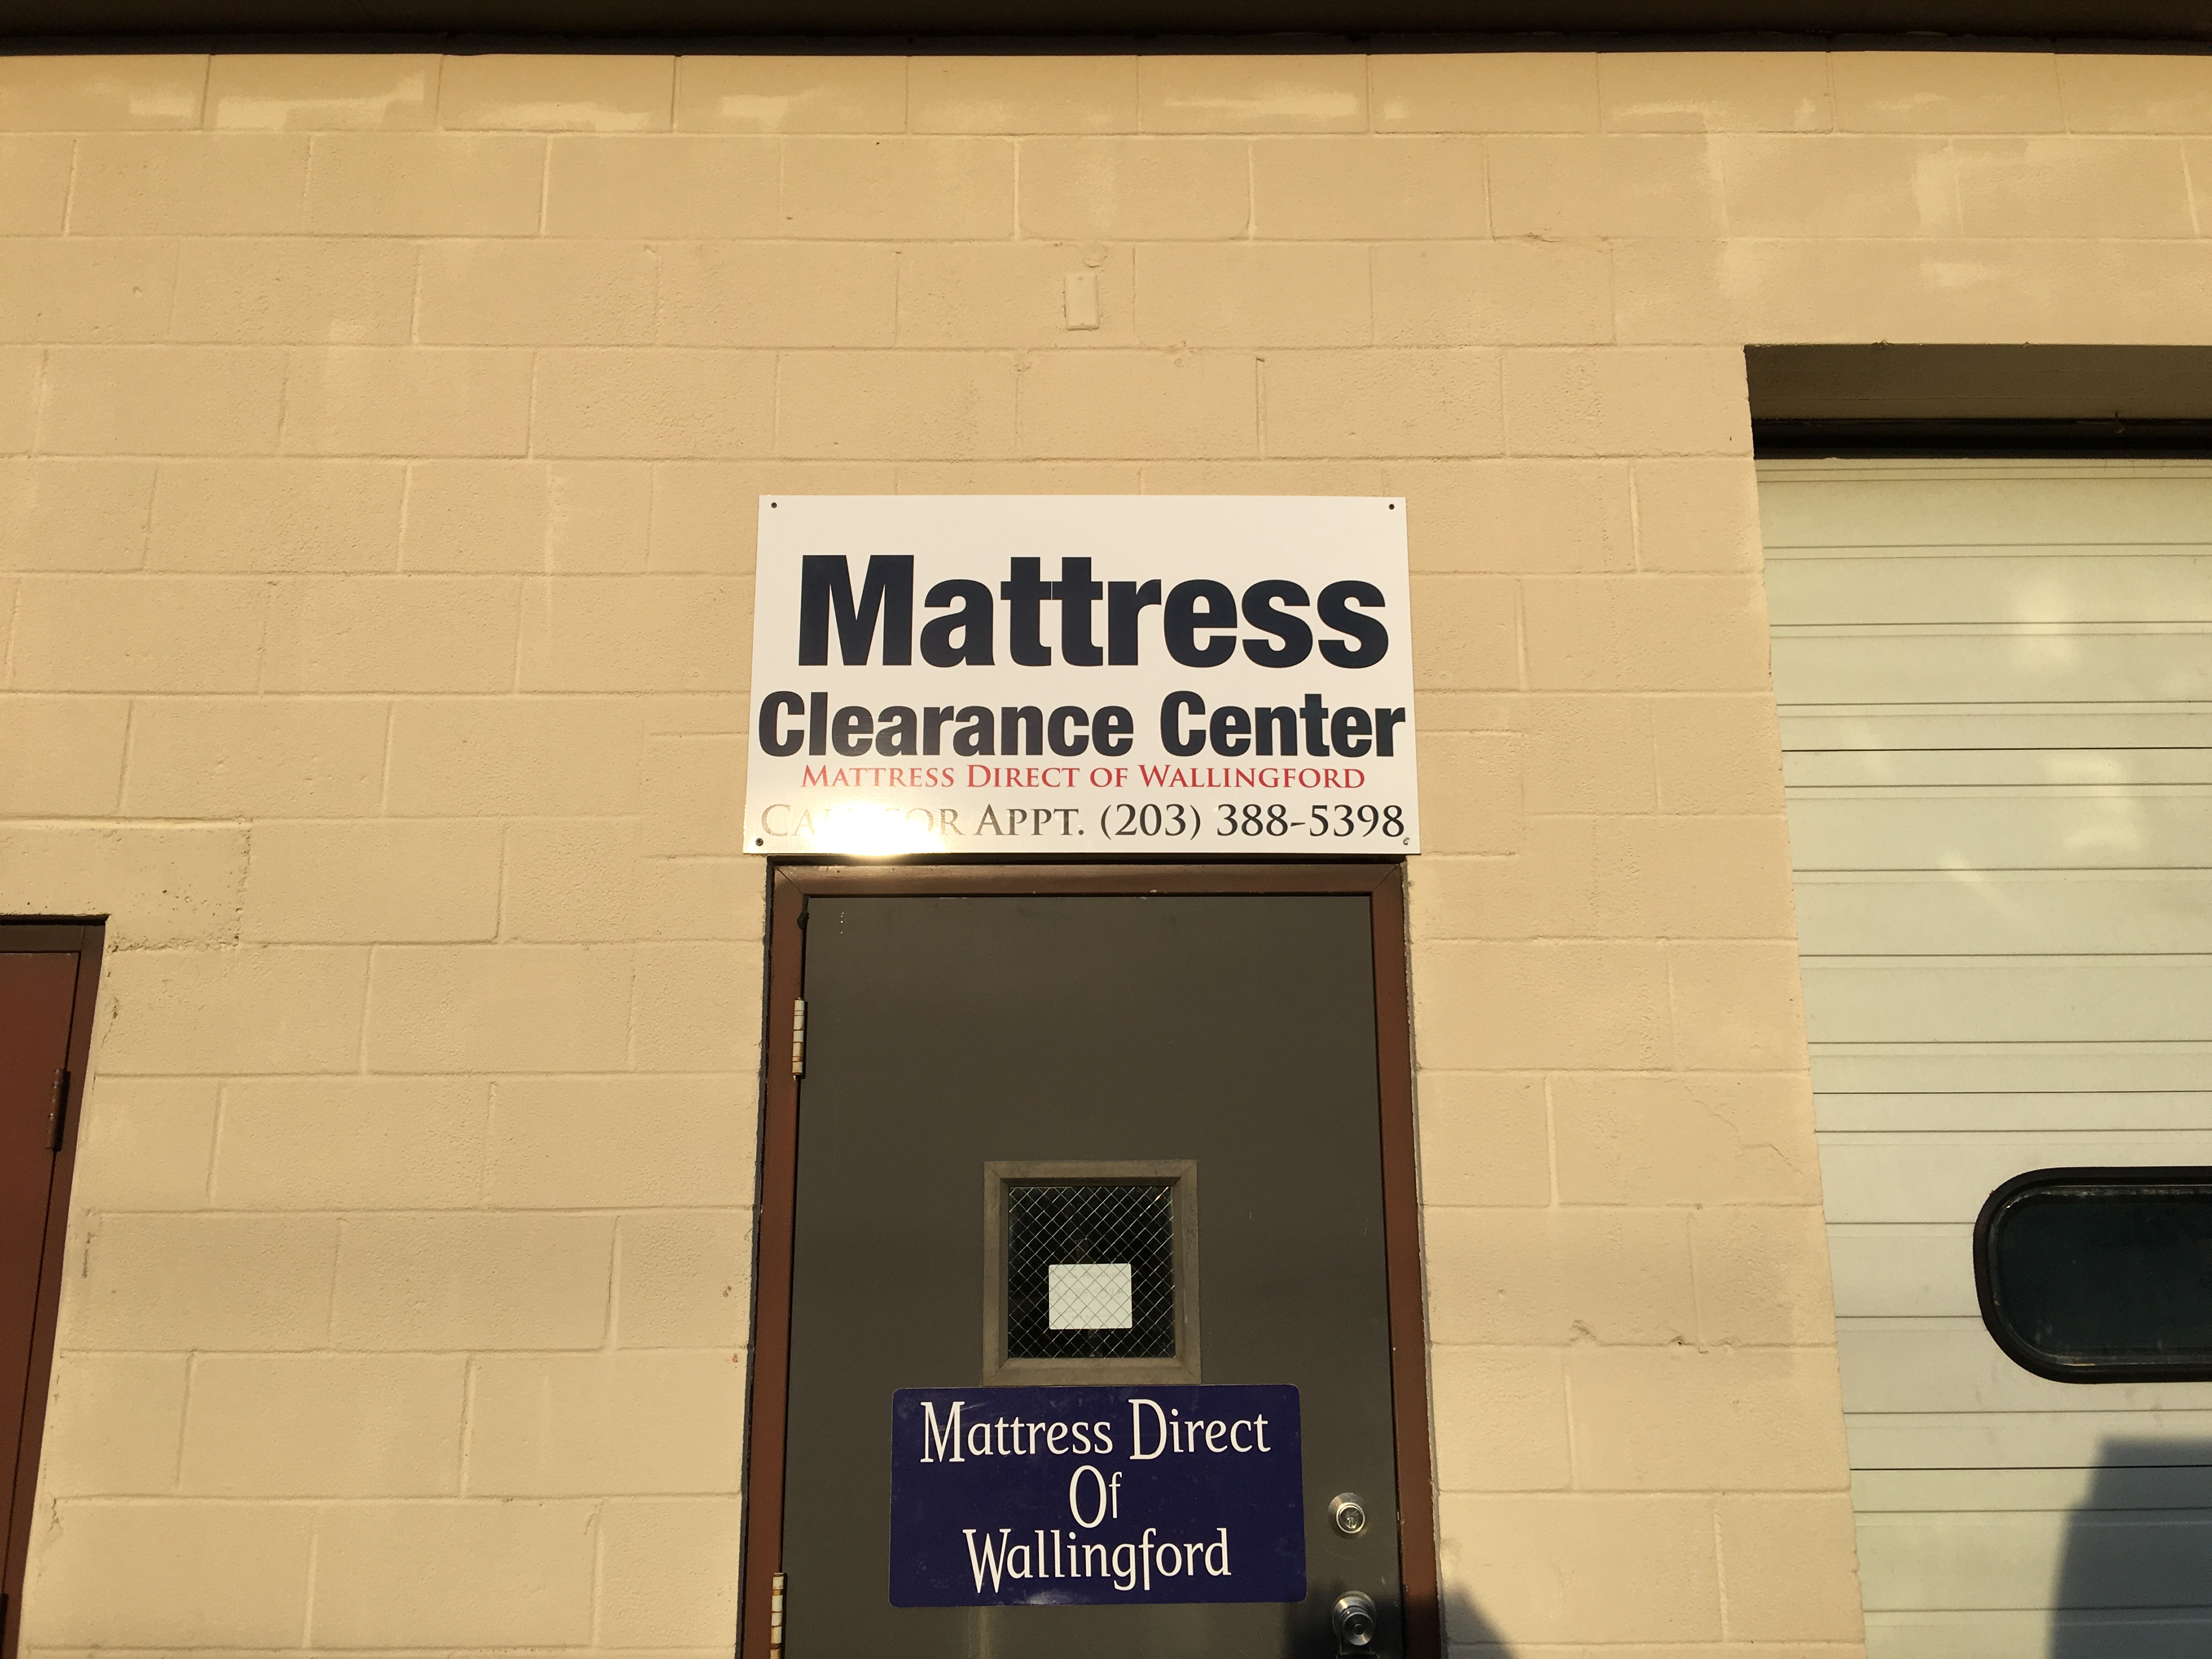 Mattress
Clearance Center
Mattress Direct of Wallingford
Appt. (203) 388-5398
Mattress Direct
Of
Wallingford